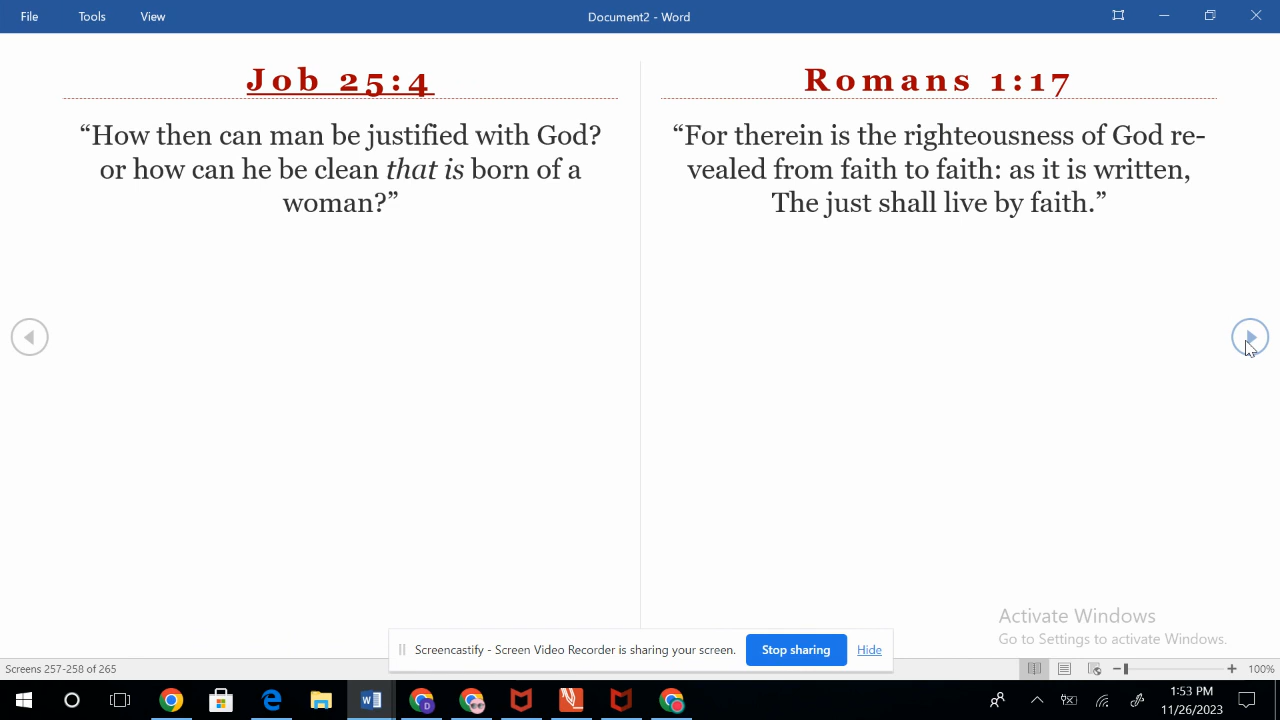 File Tools View Document2 - Word
Job 25:4
“How then can man be justified with God?
or how can he be clean that is born of a
woman?”
Romans 1:17
“For therein is the righteousness of God re-
vealed from faith to faith: as it is written,
The just shall live by faith.”
Activate Windows
Go to Settings to activate Windows.
Screencastify - Screen Video Recorder is sharing your screen. Stop sharing Hide
Screens 257-258 of 265 100%
1:53 PM
11/26/2023